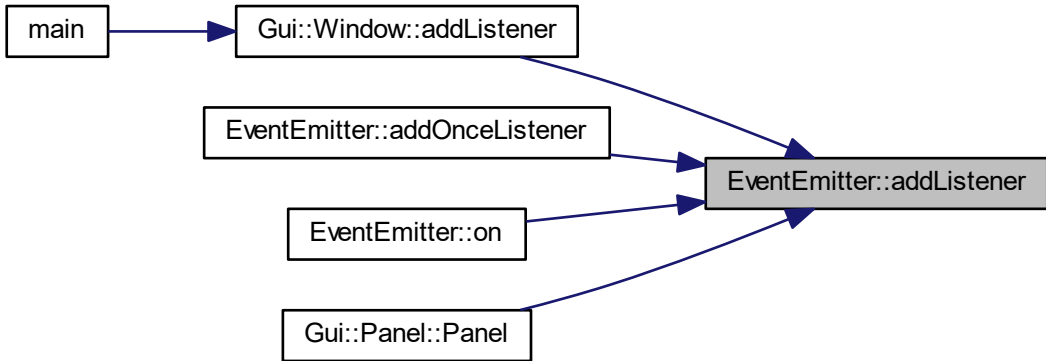 main
Gui::Window::addListener
EventEmitter::addOnceListener
EventEmitter::addListener
EventEmitter::on
Gui::Panel::Panel